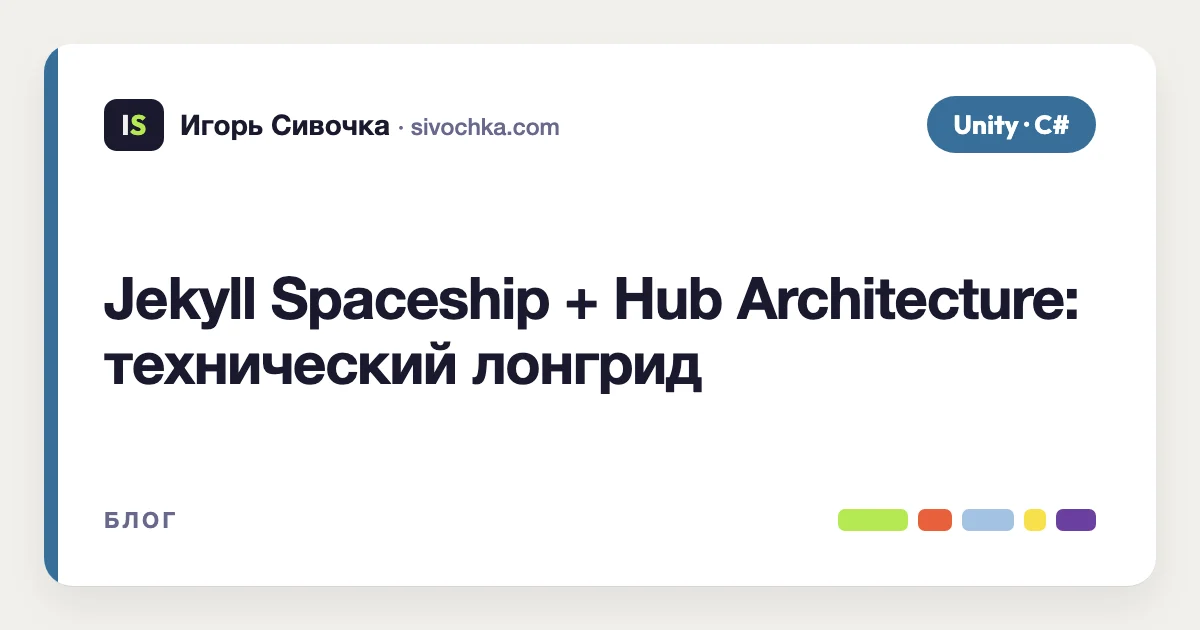 IS Игорь Сивочка · sivochka.com
Unity · C#
Jekyll Spaceship + Hub Architecture:
технический лонгрид
БЛОГ